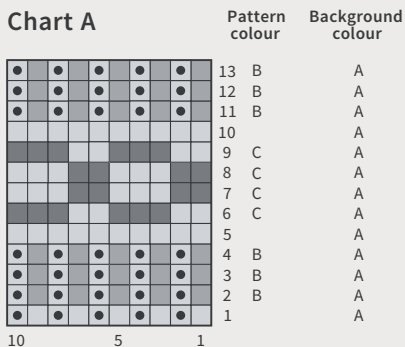 Chart A
Pattern colour
Background colour
13 B A
12 B A
11 B A
10 A
9 C A
8 C A
7 C A
6 C A
5 A
4 B A
3 B A
2 B A
1 A
10 5 1